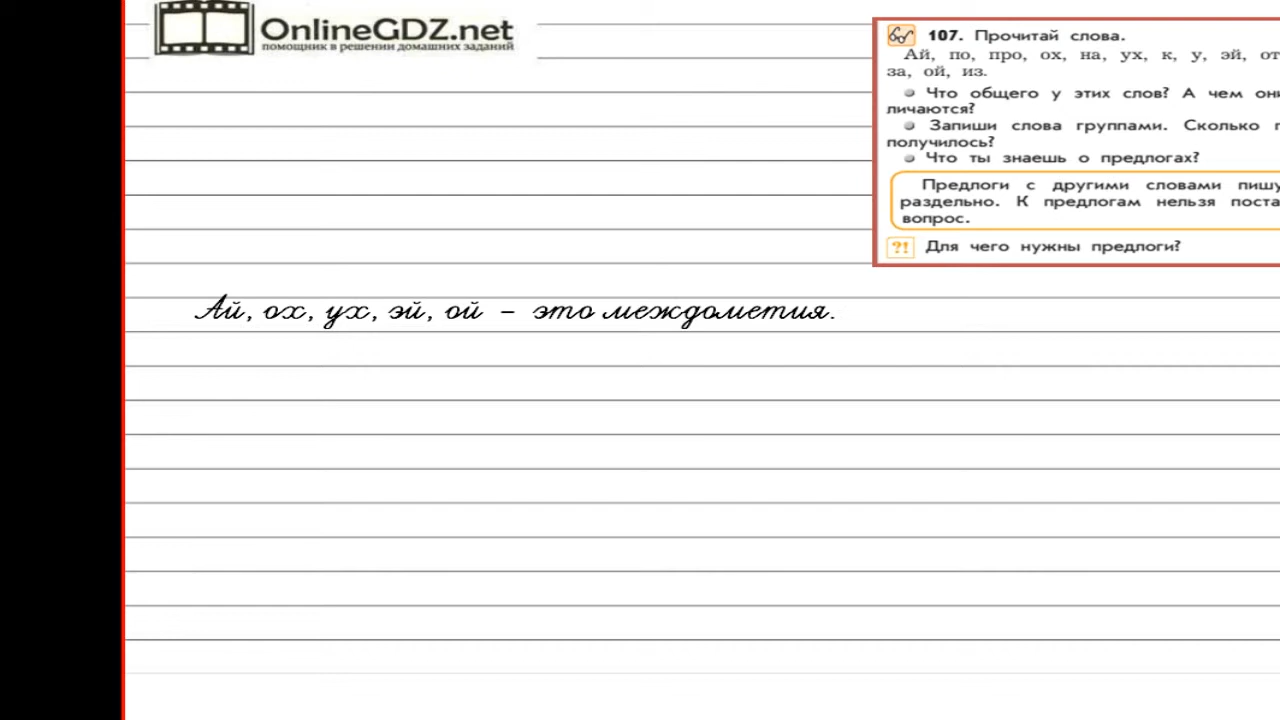 OnlineGDZ.net
помощник в решении домашних заданий
107. Прочитай слова.
Ай, по, про, ох, на, ух, к, у, эй, от
за, ой, из.
Что общего у этих слов? А чем они
личаются?
Запиши слова группами. Сколько
получилось?
Что ты знаешь о предлогах?
Предлоги с другими словами пишу
раздельно. К предлогам нельзя поста
вопрос.
?! Для чего нужны предлоги?
Ай, ох, ух, эй, ой – это междометия.